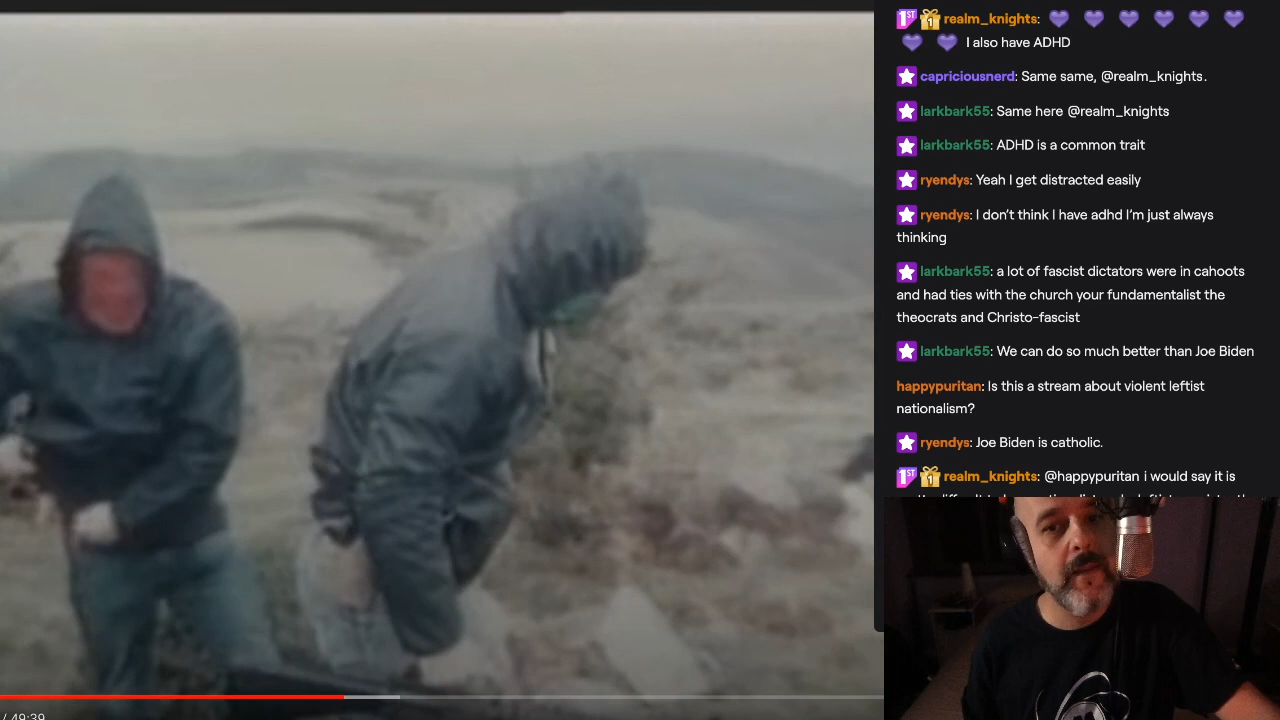 1ST 1 realm_knights:
I also have ADHD
capriciousnerd: Same same, @realm_knights.
larkbark55: Same here @realm_knights
larkbark55: ADHD is a common trait
ryendys: Yeah I get distracted easily
ryendys: I don't think I have adhd I'm just always
thinking
larkbark55: a lot of fascist dictators were in cahoots
and had ties with the church your fundamentalist the
theocrats and Christo-fascist
larkbark55: We can do so much better than Joe Biden
happypuritan: Is this a stream about violent leftist
nationalism?
ryendys: Joe Biden is catholic.
1ST 1 realm_knights: @happypuritan i would say it is
/ 49:39